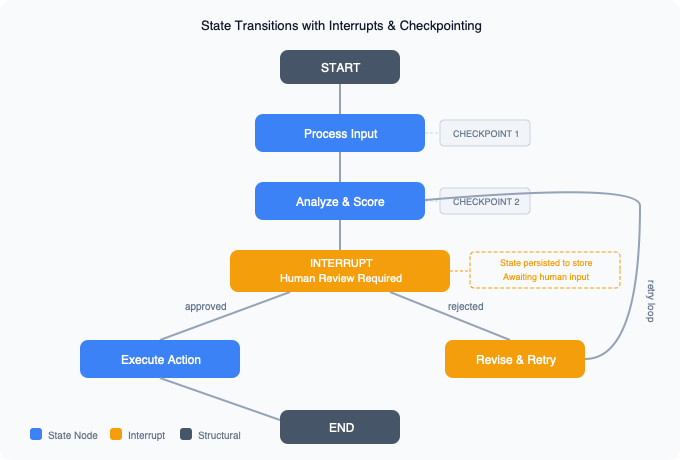 State Transitions with Interrupts & Checkpointing
START
Process Input
CHECKPOINT 1
Analyze & Score
CHECKPOINT 2
INTERRUPT
Human Review Required
State persisted to store
Awaiting human input
approved
rejected
retry loop
Execute Action
Revise & Retry
END
State Node
Interrupt
Structural